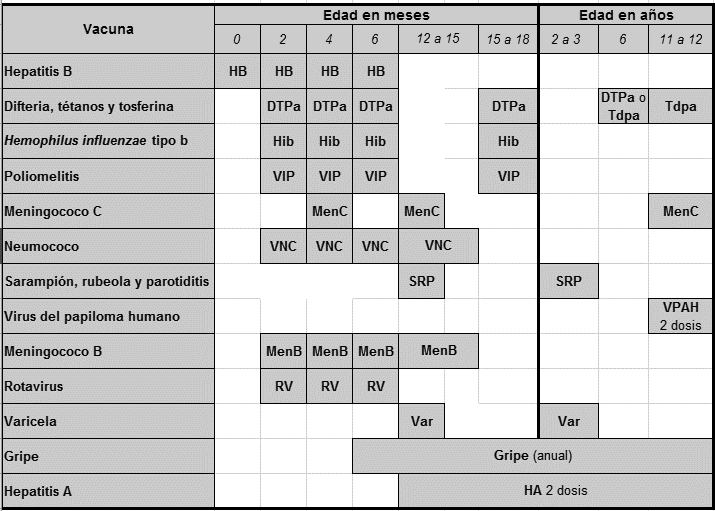 Vacuna Edad en meses Edad en años
0 2 4 6 12 a 15 15 a 18 2 a 3 6 11 a 12
Hepatitis B HB HB HB HB
Difteria, tétanos y tosferina DTPa DTPa DTPa DTPa DTPa o Tdpa Tdpa
Hemophilus influenzae tipo b Hib Hib Hib Hib
Poliomelitis VIP VIP VIP VIP
Meningococo C MenC MenC MenC
Neumococo VNC VNC VNC VNC
Sarampión, rubeola y parotiditis SRP SRP
Virus del papiloma humano VPAH 2 dosis
Meningococo B MenB MenB MenB MenB
Rotavirus RV RV RV
Varicela Var Var
Gripe Gripe (anual)
Hepatitis A HA 2 dosis